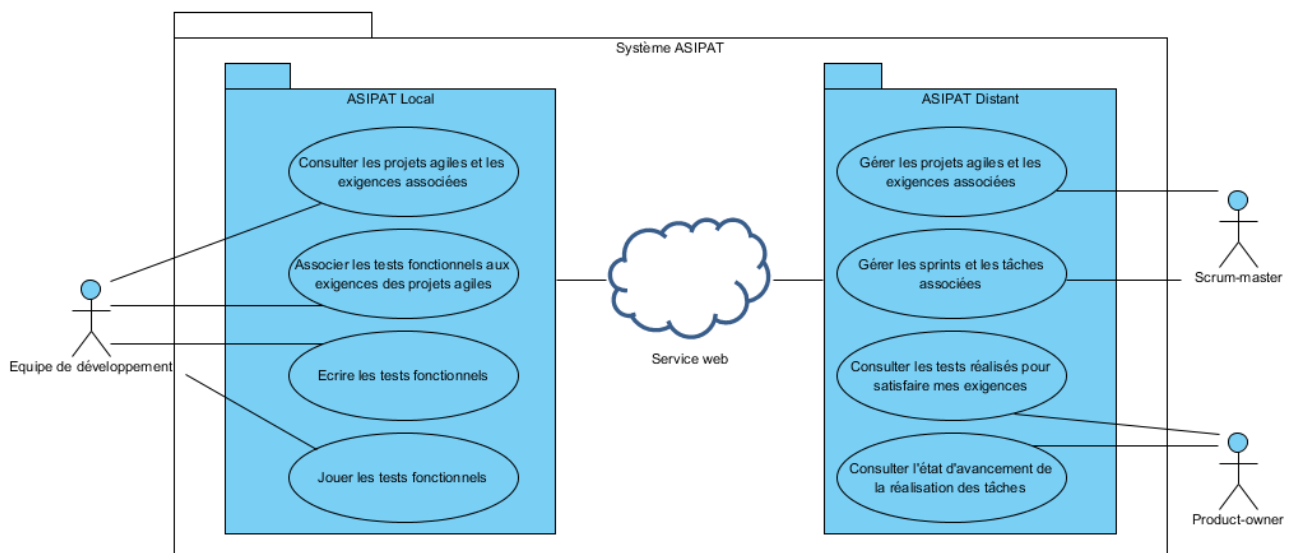 Système ASIPAT
ASIPAT Local
Consulter les projets agiles et les
exigences associées
Associer les tests fonctionnels aux
exigences des projets agiles
Ecrire les tests fonctionnels
Jouer les tests fonctionnels
Equipe de développement
Service web
ASIPAT Distant
Gérer les projets agiles et les
exigences associées
Gérer les sprints et les tâches
associées
Consulter les tests réalisés pour
satisfaire mes exigences
Consulter l'état d'avancement de
la réalisation des tâches
Scrum-master
Product-owner